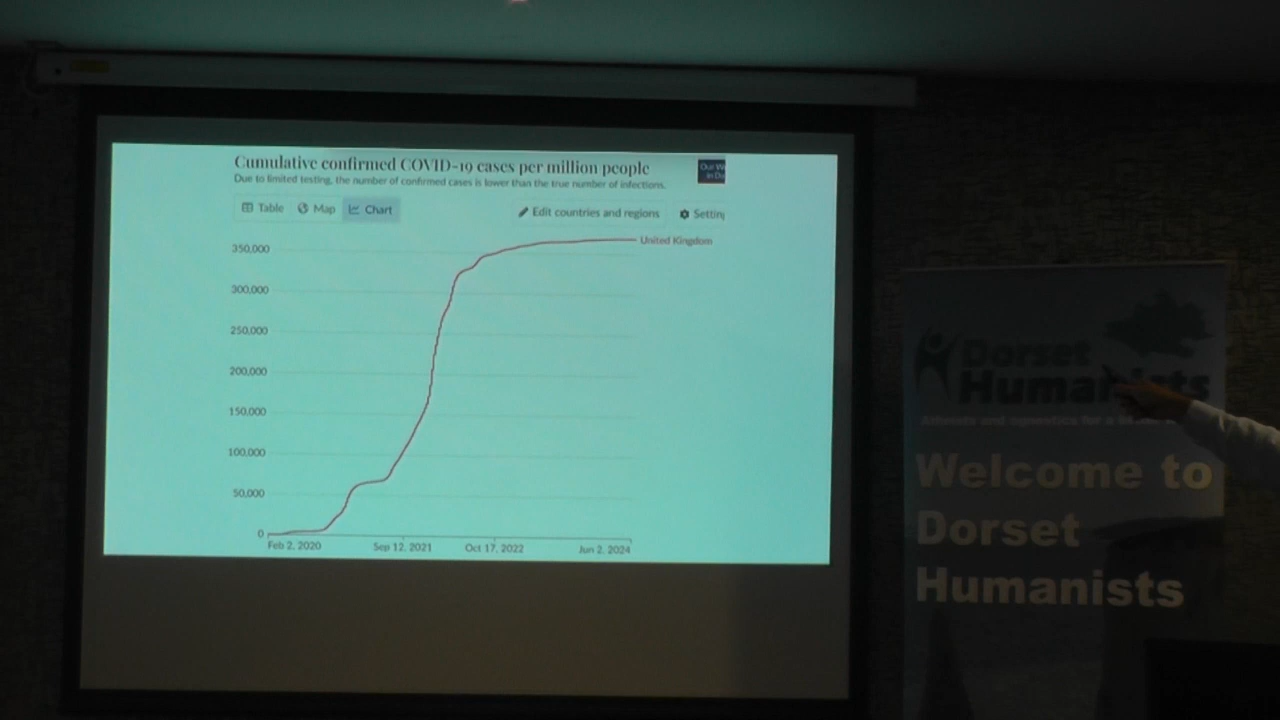 Cumulative confirmed COVID-19 cases per million people
Due to limited testing, the number of confirmed cases is lower than the true number of infections.
Table Map Chart Edit countries and regions Settin
350,000
300,000
250,000
200,000
150,000
100,000
50,000
0
United Kingdom
Feb 2, 2020 Sep 12, 2021 Oct 17, 2022 Jun 2, 2024
Dorset
Humanists
Welcome to
Dorset
Humanists